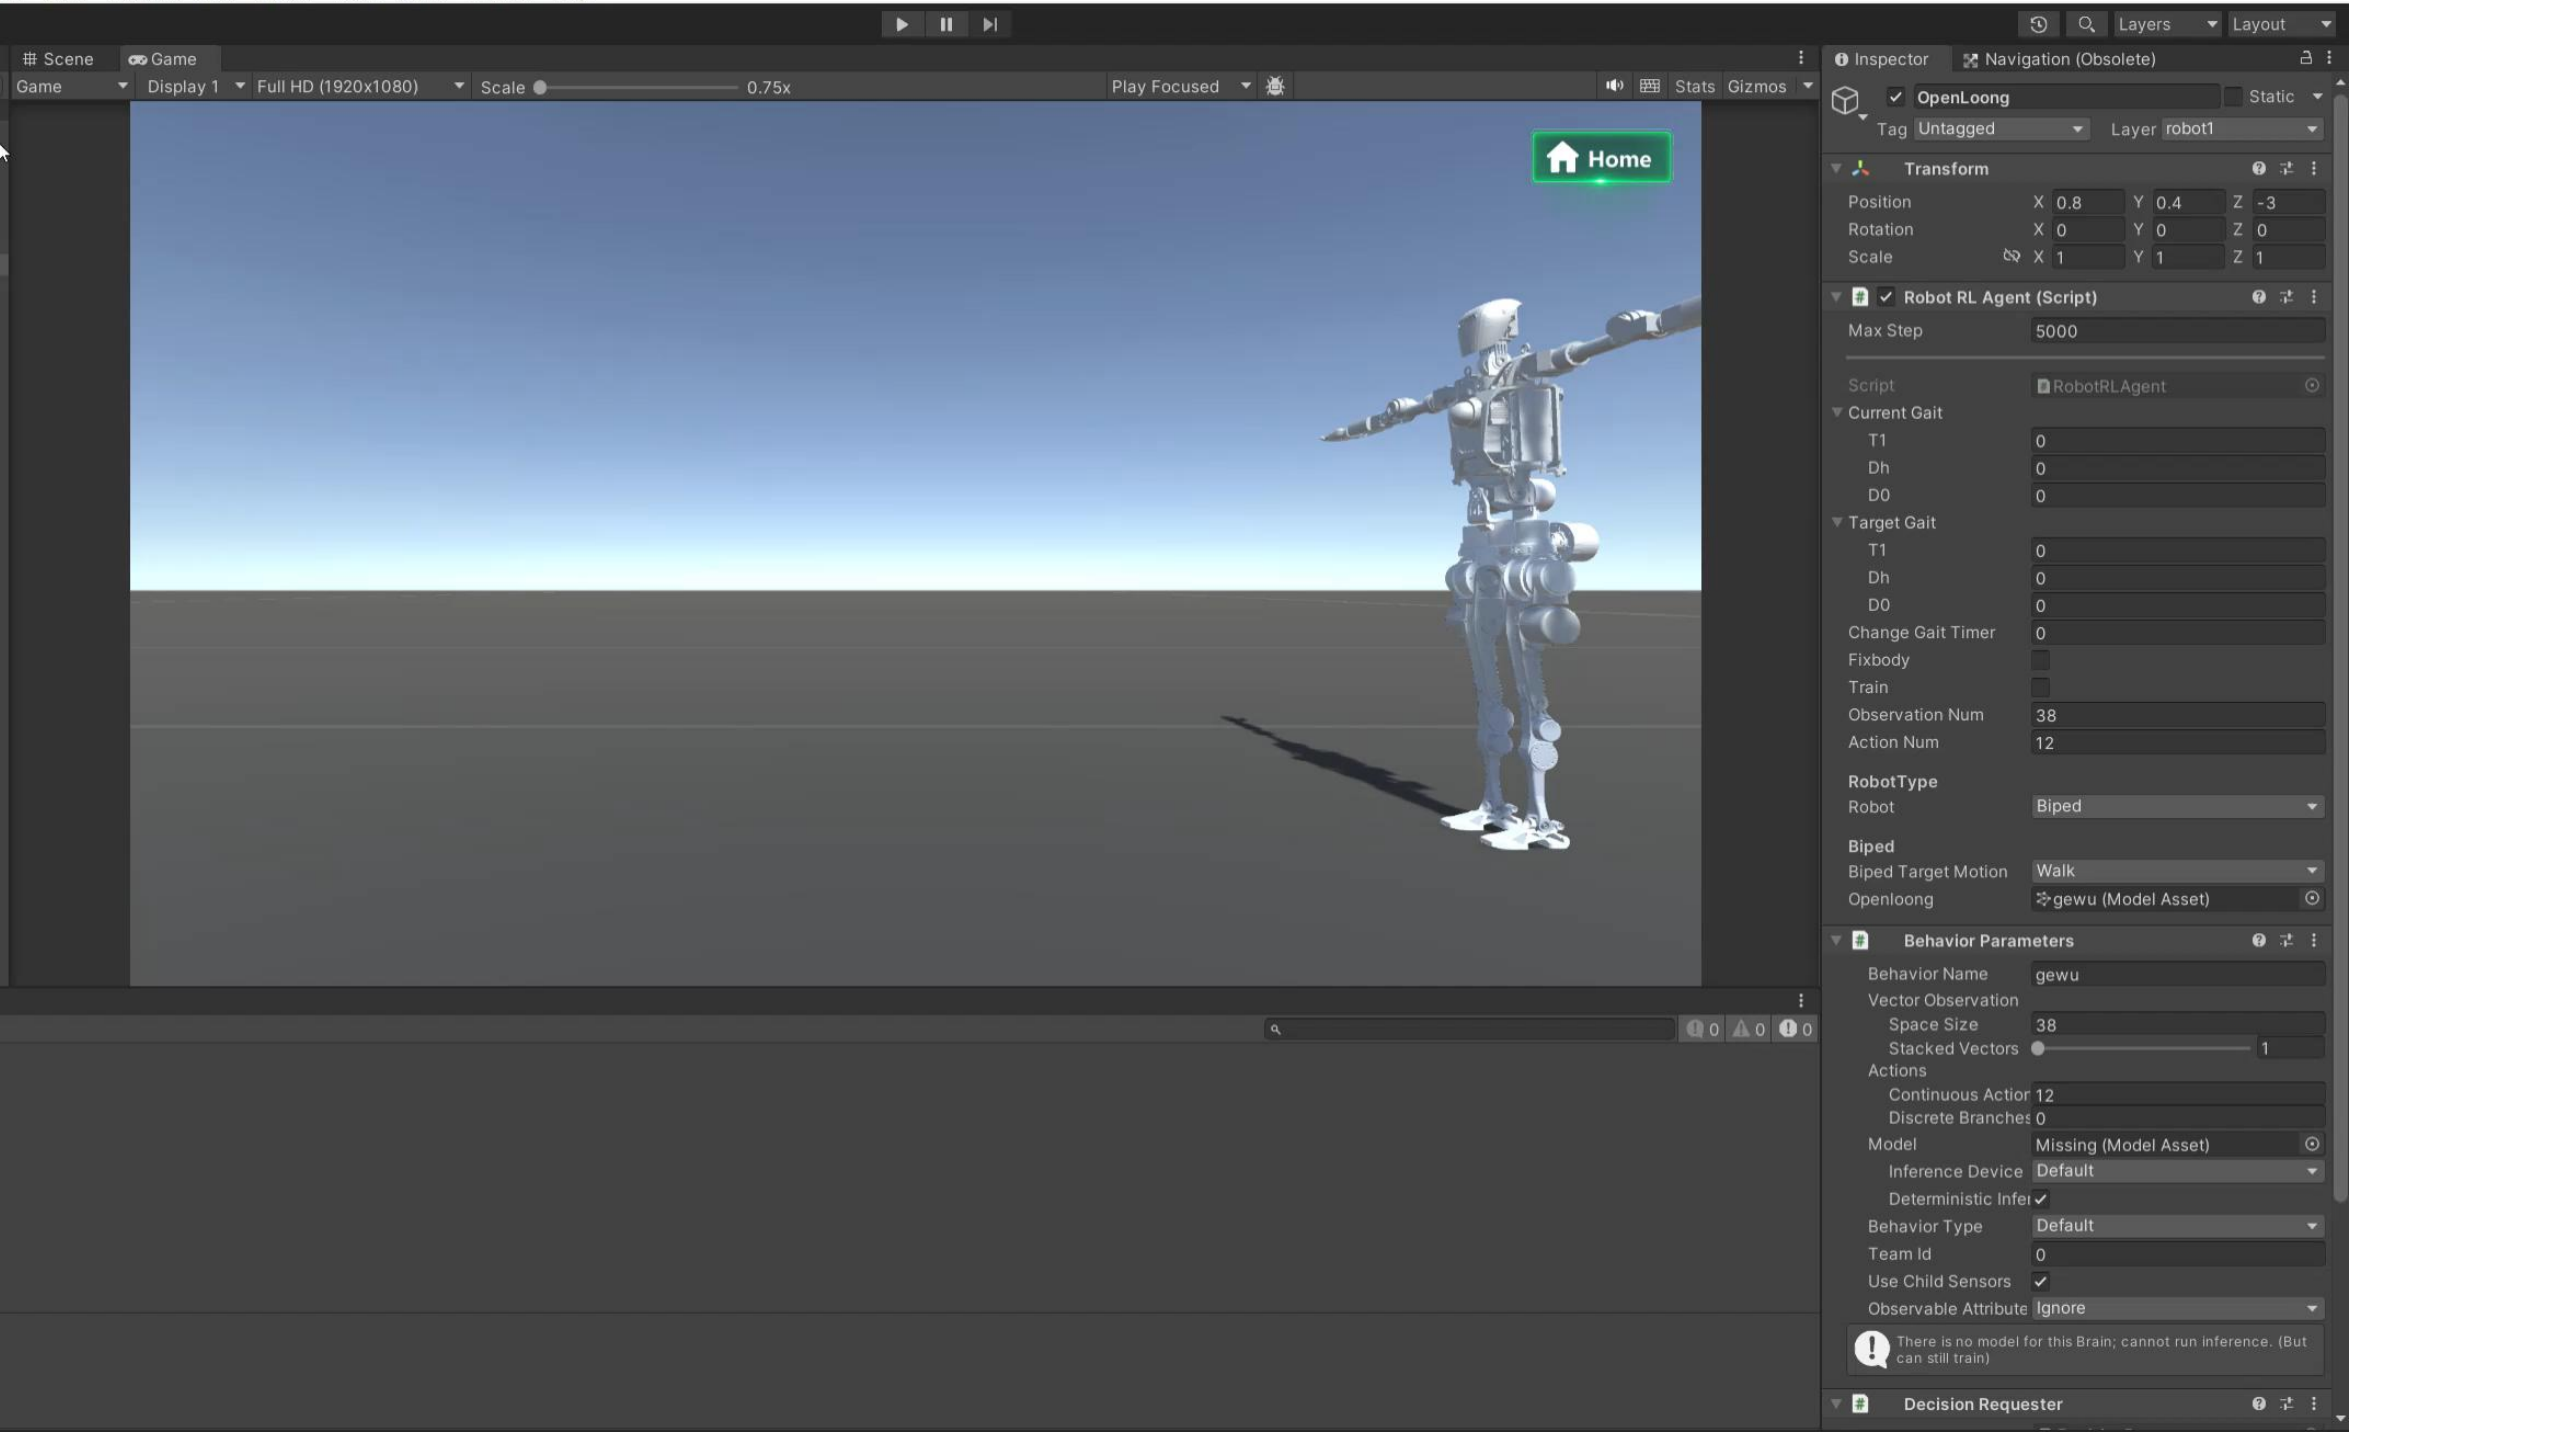 Layers
Layout
Scene
Game
Inspector
Navigation (Obsolete)
Game
Display 1
Full HD (1920x1080)
Scale
0.75x
Play Focused
Stats
Gizmos
Home
OpenLoong
Static
Tag
Untagged
Layer
robot1
Transform
Position X 0.8 Y 0.4 Z -3
Rotation X 0 Y 0 Z 0
Scale X 1 Y 1 Z 1
# Robot RL Agent (Script)
Max Step 5000
Script RobotRLAgent
Current Gait
T1 0
Dh 0
D0 0
Target Gait
T1 0
Dh 0
D0 0
Change Gait Timer 0
Fixbody
Train
Observation Num 38
Action Num 12
RobotType
Robot Biped
Biped
Biped Target Motion Walk
Openloong gewu (Model Asset)
# Behavior Parameters
Behavior Name gewu
Vector Observation
Space Size 38
Stacked Vectors 1
Actions
Continuous Action 12
Discrete Branches 0
Model Missing (Model Asset)
Inference Device Default
Deterministic Infe
Behavior Type Default
Team Id 0
Use Child Sensors
Observable Attribute Ignore
There is no model for this Brain; cannot run inference. (But
can still train)
# Decision Requester
0 0 0